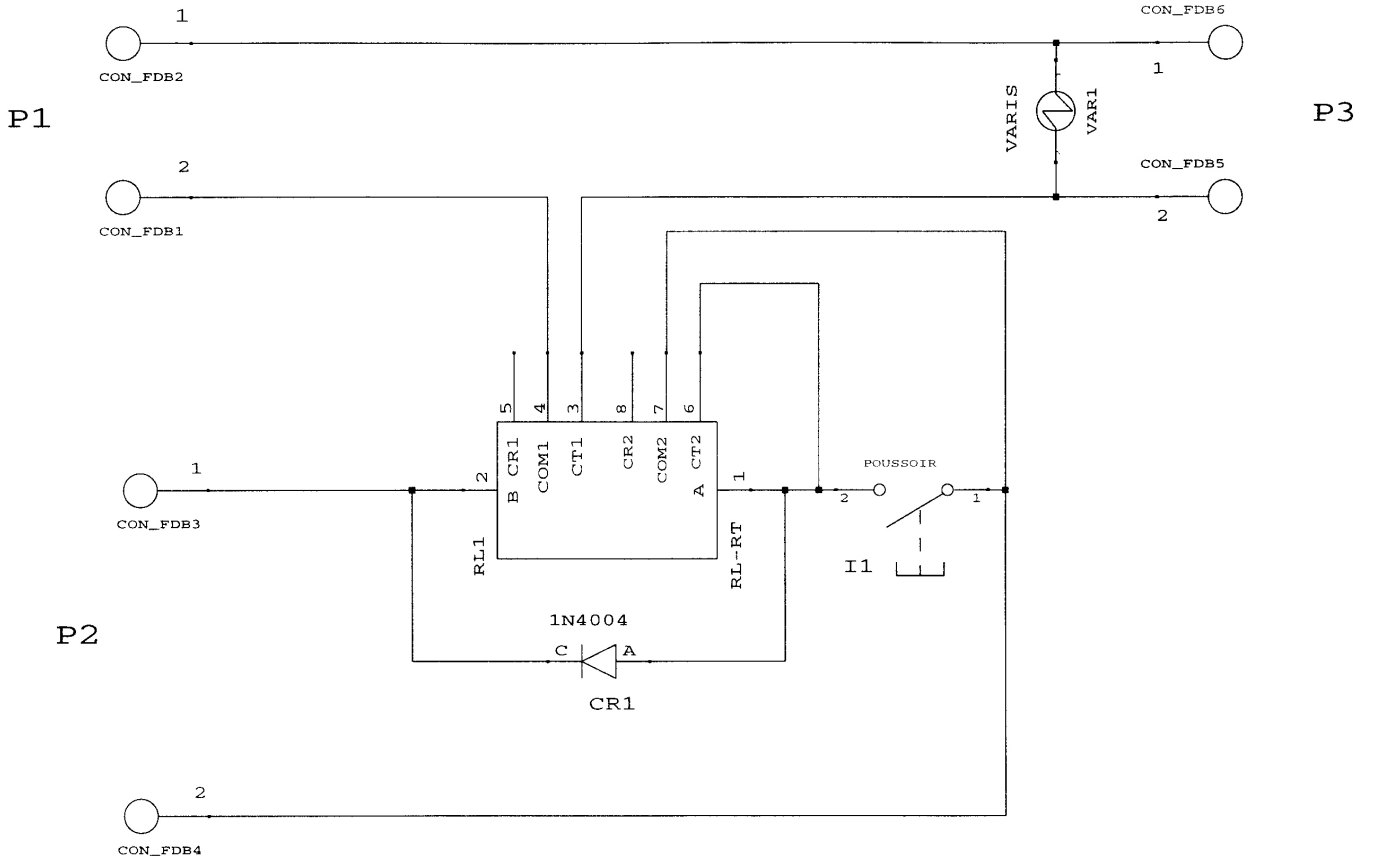 1
CON_FDB6
CON_FDB2
1
P1
VARIS
VAR1
P3
2
CON_FDB5
CON_FDB1
2
5
4
3
8
7
6
CR1
COM1
CT1
CR2
COM2
CT2
1
2
B
A
1
POUSSOIR
2
1
CON_FDB3
RL1
RL-RT
I1
1N4004
P2
C
A
CR1
2
CON_FDB4